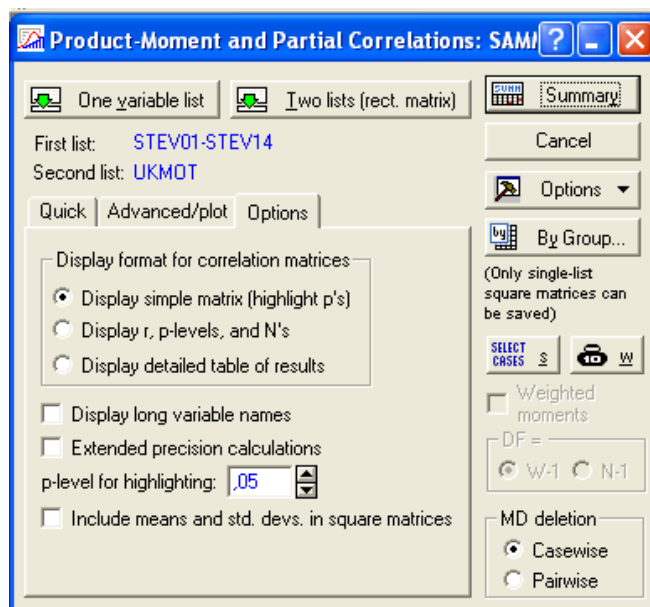 Product-Moment and Partial Correlations: SAMM
One variable list
Two lists (rect. matrix)
First list: STEV01-STEV14
Second list: UKMOT
Quick Advanced/plot Options
Display format for correlation matrices
Display simple matrix (highlight p's)
Display r, p-levels, and N's
Display detailed table of results
Display long variable names
Extended precision calculations
p-level for highlighting: ,05
Include means and std. devs. in square matrices
SUMM Summary
Cancel
Options
by By Group...
(Only single-list
square matrices can
be saved)
SELECT
CASES S 10 W
Weighted
moments
DF =
W-1 N-1
MD deletion
Casewise
Pairwise